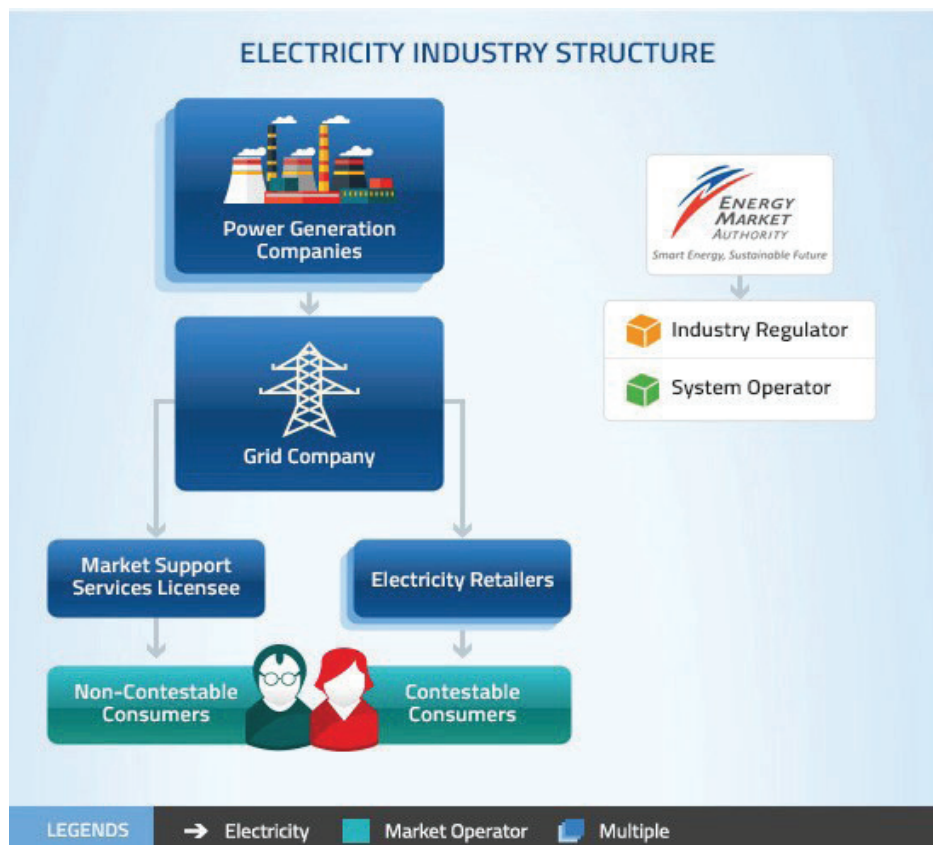 ELECTRICITY INDUSTRY STRUCTURE
Power Generation
Companies
ENERGY
MARKET
AUTHORITY
Smart Energy, Sustainable Future
Industry Regulator
System Operator
Grid Company
Market Support
Services Licensee
Electricity Retailers
Non-Contestable
Consumers
Contestable
Consumers
LEGENDS
Electricity
Market Operator
Multiple